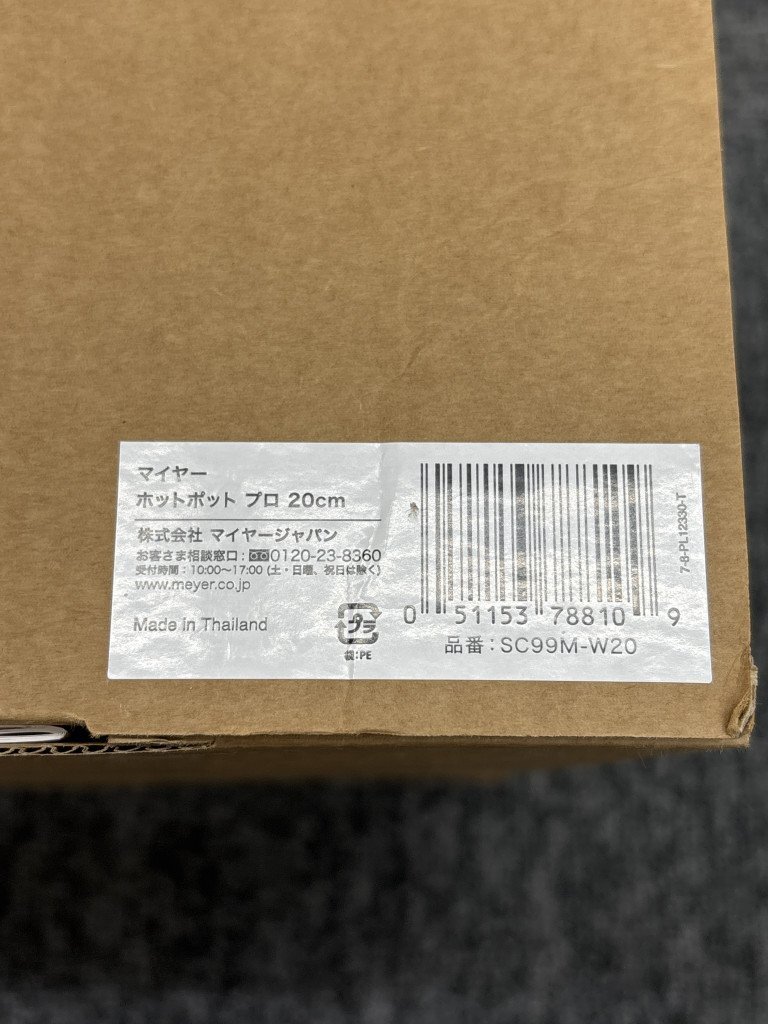 マイヤー
ホットポット プロ 20cm
株式会社 マイヤージャパン
お客さま相談窓口:0120-23-8360
受付時間:10:00〜17:00(土・日曜、祝日は除く)
www.meyer.co.jp
Made in Thailand
プラ
袋:PE
0 51153 78810 9
品番:SC99M-W20
7-8-PL12330-T